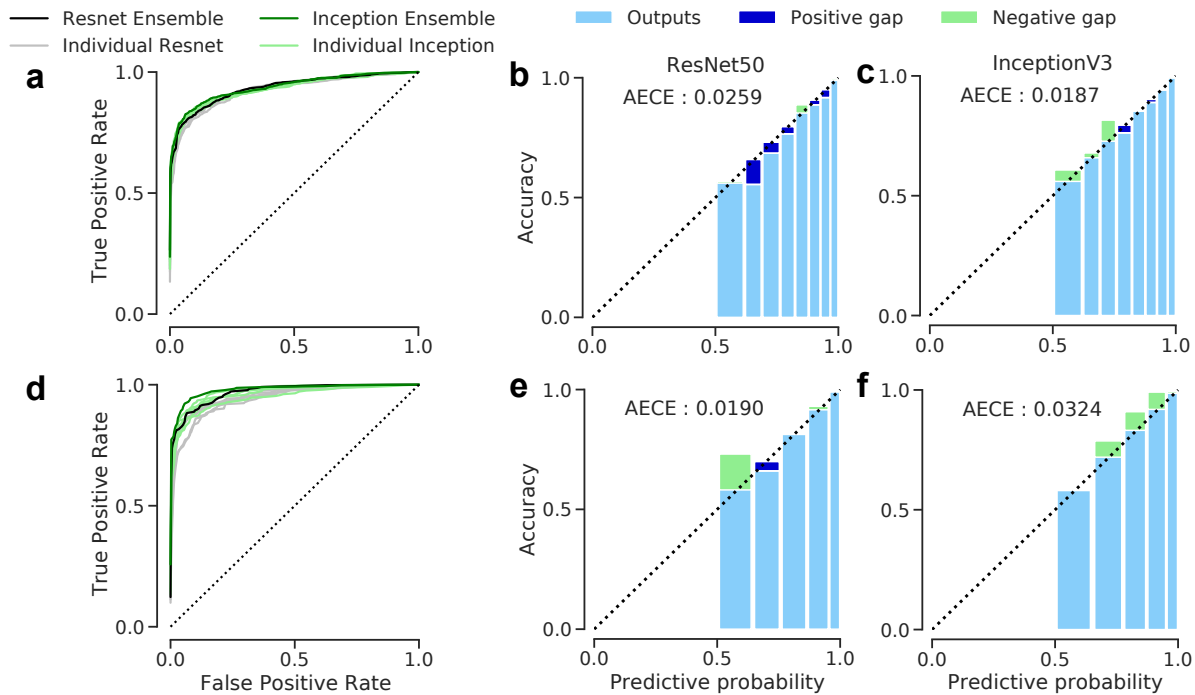 Resnet Ensemble
Individual Resnet
Inception Ensemble
Individual Inception
Outputs
Positive gap
Negative gap
a
True Positive Rate
1.0
0.5
0.0
0.0
0.5
1.0
b
ResNet50
AECE : 0.0259
Accuracy
1.0
0.5
0.0
0.0
0.5
1.0
c
InceptionV3
AECE : 0.0187
1.0
0.5
0.0
0.0
0.5
1.0
d
True Positive Rate
1.0
0.5
0.0
0.0
0.5
1.0
False Positive Rate
e
AECE : 0.0190
Accuracy
1.0
0.5
0.0
0.0
0.5
1.0
Predictive probability
f
AECE : 0.0324
1.0
0.5
0.0
0.0
0.5
1.0
Predictive probability